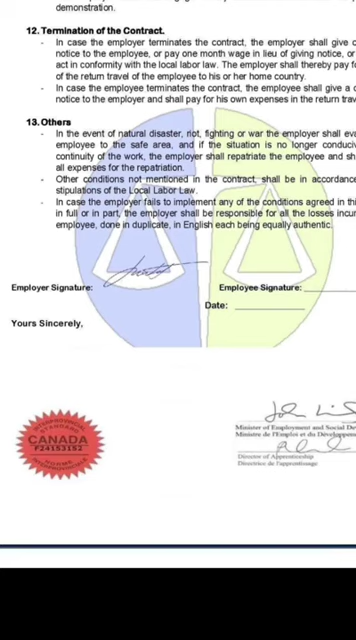 demonstration.
12. Termination of the Contract.
- In case the employer terminates the contract, the employer shall give
notice to the employee, or pay one month wage in lieu of giving notice, or
act in conformity with the local labor law. The employer shall thereby pay fo
of the return travel of the employee to his or her home country.
- In case the employee terminates the contract, the employee shall give a
notice to the employer and shall pay for his own expenses in the return trav
13. Others
- In the event of natural disaster, riot, fighting or war the employer shall eva
employee to the safe area, and if the situation is no longer conduciv
continuity of the work, the employer shall repatriate the employee and sh
all expenses for the repatriation.
- Other conditions not mentioned in the contract, shall be in accordance
stipulations of the Local Labor Law.
- In case the employer fails to implement any of the conditions agreed in thi
in full or in part, the employer shall be responsible for all the losses incur
employee, done in duplicate, in English each being equally authentic.
Employer Signature: Employee Signature:
Date:
Yours Sincerely,
INTERPROVINCIAL
STANDARD
CANADA
F24153152
NORME
Minister of Employment and Social De
Ministre de l'Emploi et du Développem
Director of Apprenticeship
Directrice de l'apprentissage